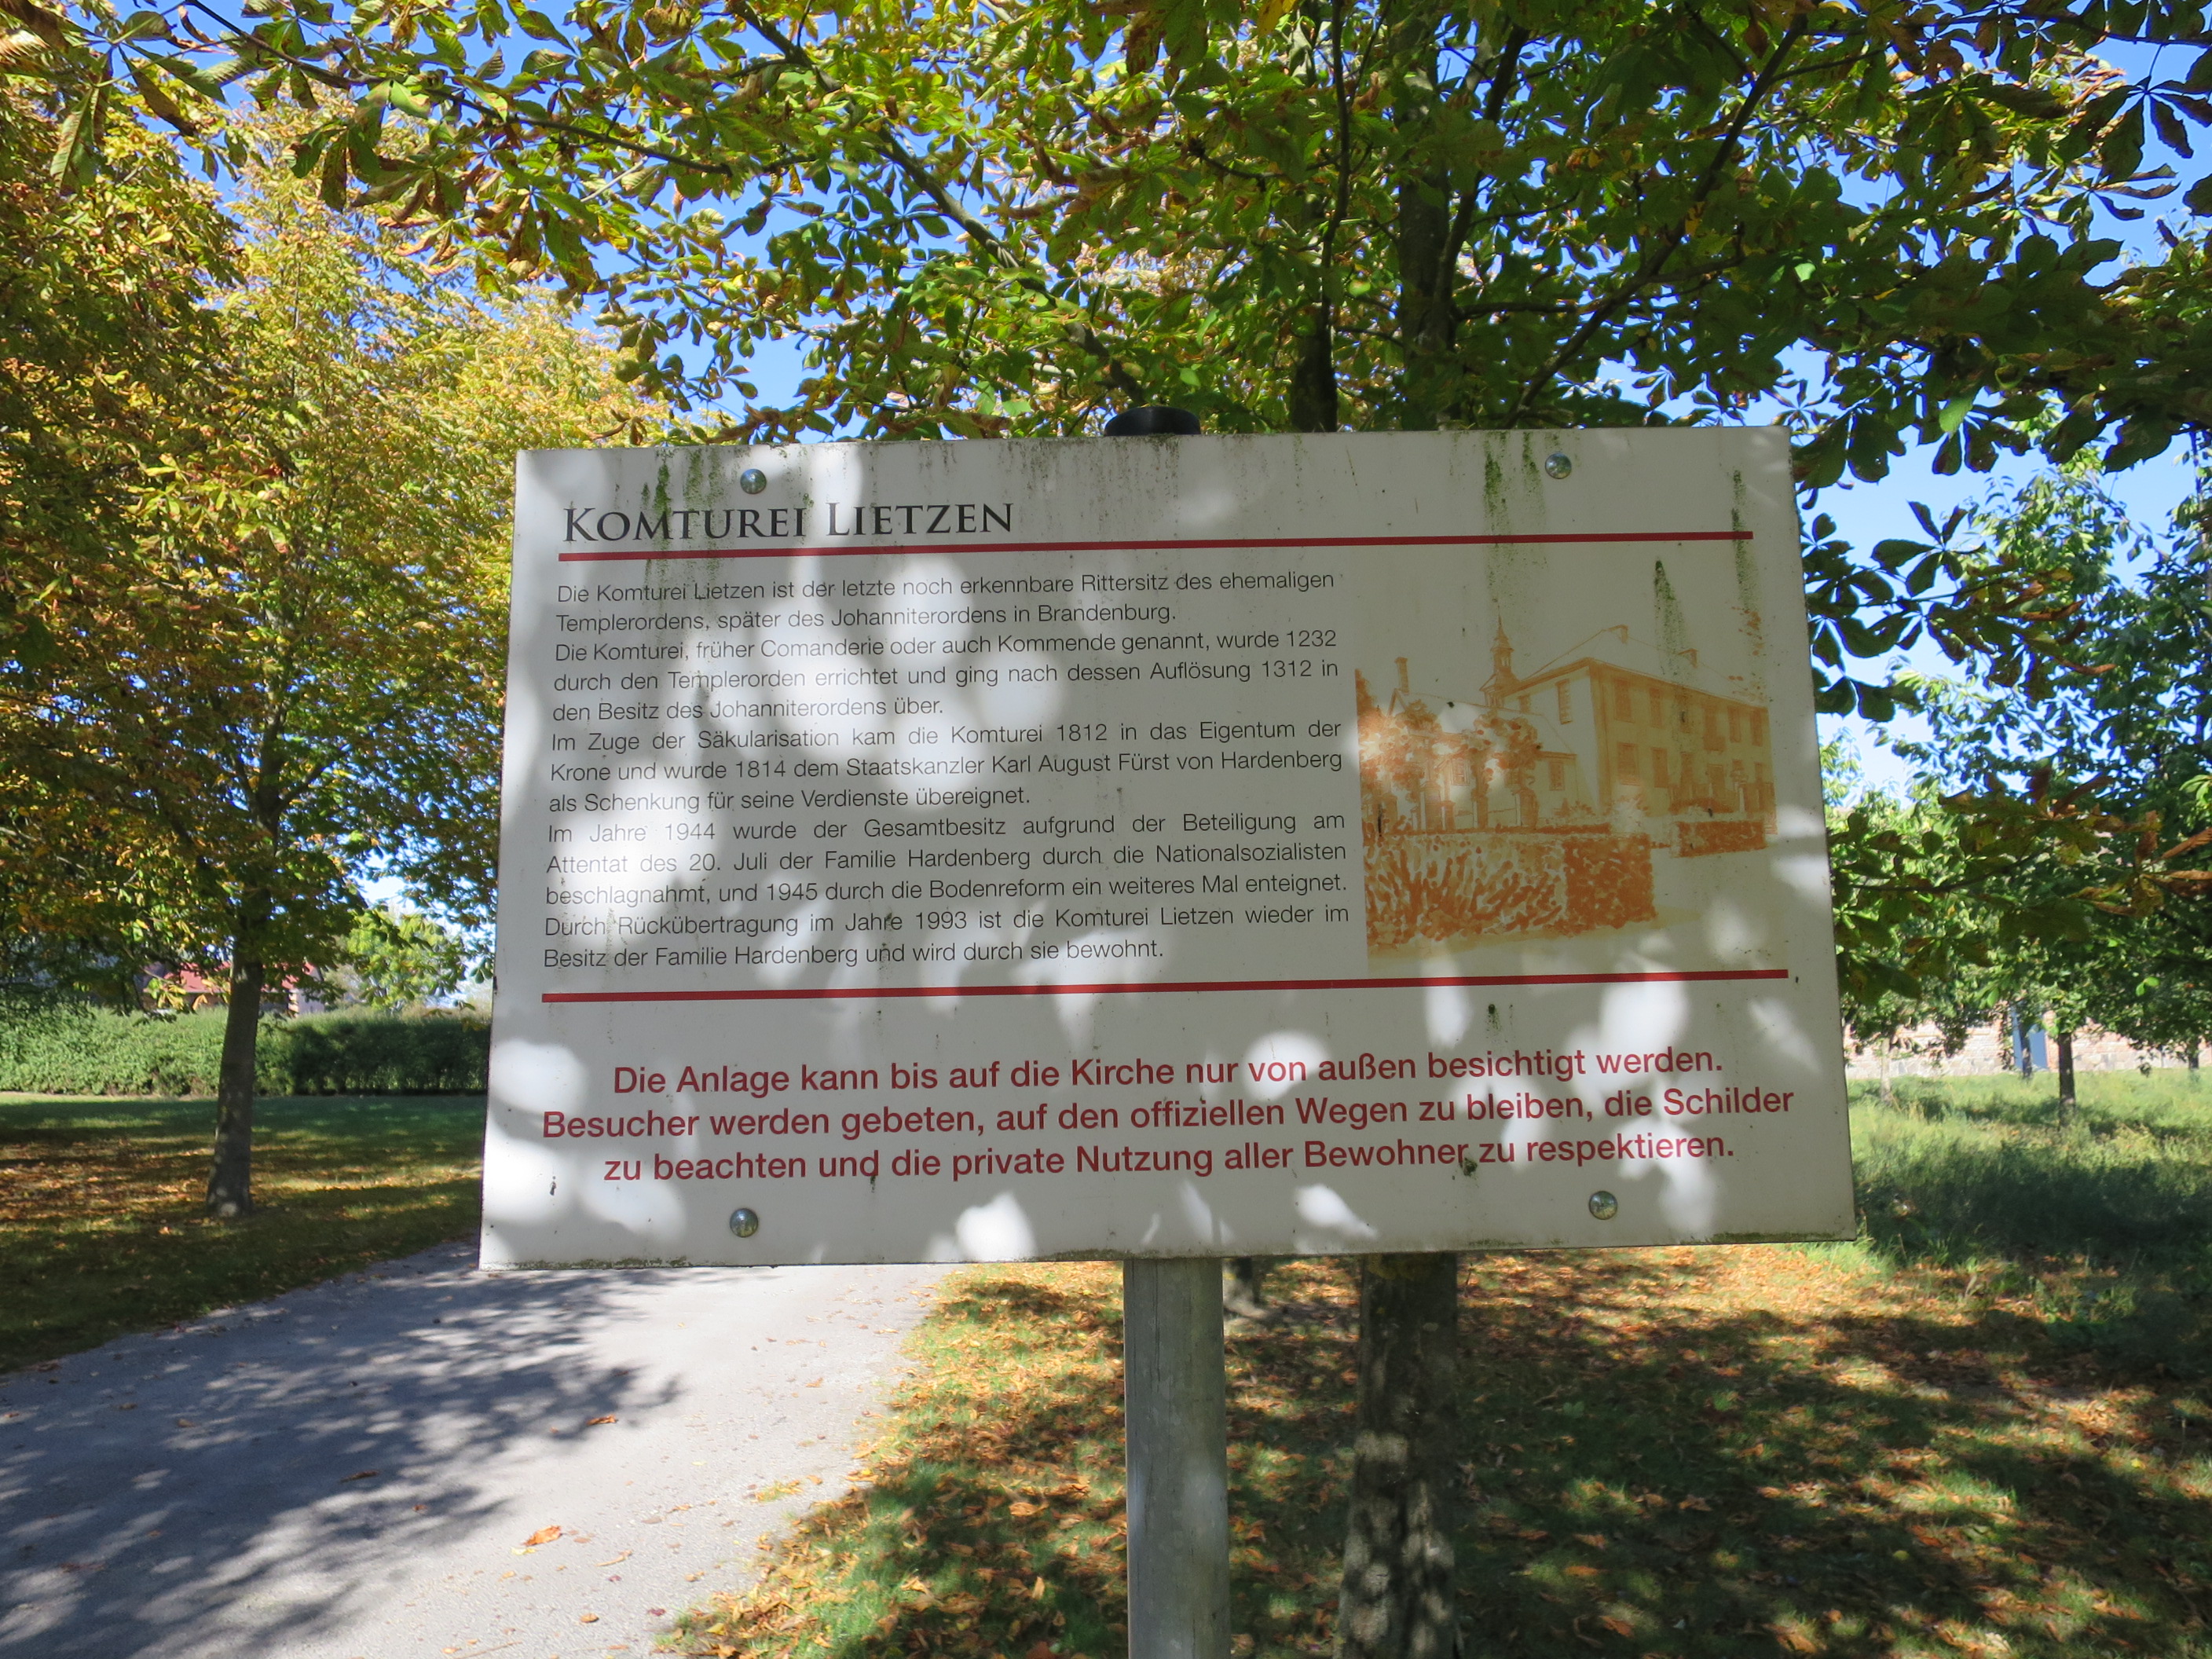 KOMTUREI LIETZEN
Die Komturei Lietzen ist der letzte noch erkennbare Rittersitz des ehemaligen
Templerordens, später des Johanniterordens in Brandenburg.
Die Komturei, früher Comanderie oder auch Kommende genannt, wurde 1232
durch den Templerorden errichtet und ging nach dessen Auflösung 1312 in
den Besitz des Johanniterordens über.
Im Zuge der Säkularisation kam die Komturei 1812 in das Eigentum der
Krone und wurde 1814 dem Staatskanzler Karl August Fürst von Hardenberg
als Schenkung für seine Verdienste übereignet.
Im Jahre 1944 wurde der Gesamtbesitz aufgrund der Beteiligung am
Attentat des 20. Juli der Familie Hardenberg durch die Nationalsozialisten
beschlagnahmt, und 1945 durch die Bodenreform ein weiteres Mal enteignet.
Durch Rückübertragung im Jahre 1993 ist die Komturei Lietzen wieder im
Besitz der Familie Hardenberg und wird durch sie bewohnt.
Die Anlage kann bis auf die Kirche nur von außen besichtigt werden.
Besucher werden gebeten, auf den offiziellen Wegen zu bleiben, die Schilder
zu beachten und die private Nutzung aller Bewohner zu respektieren.